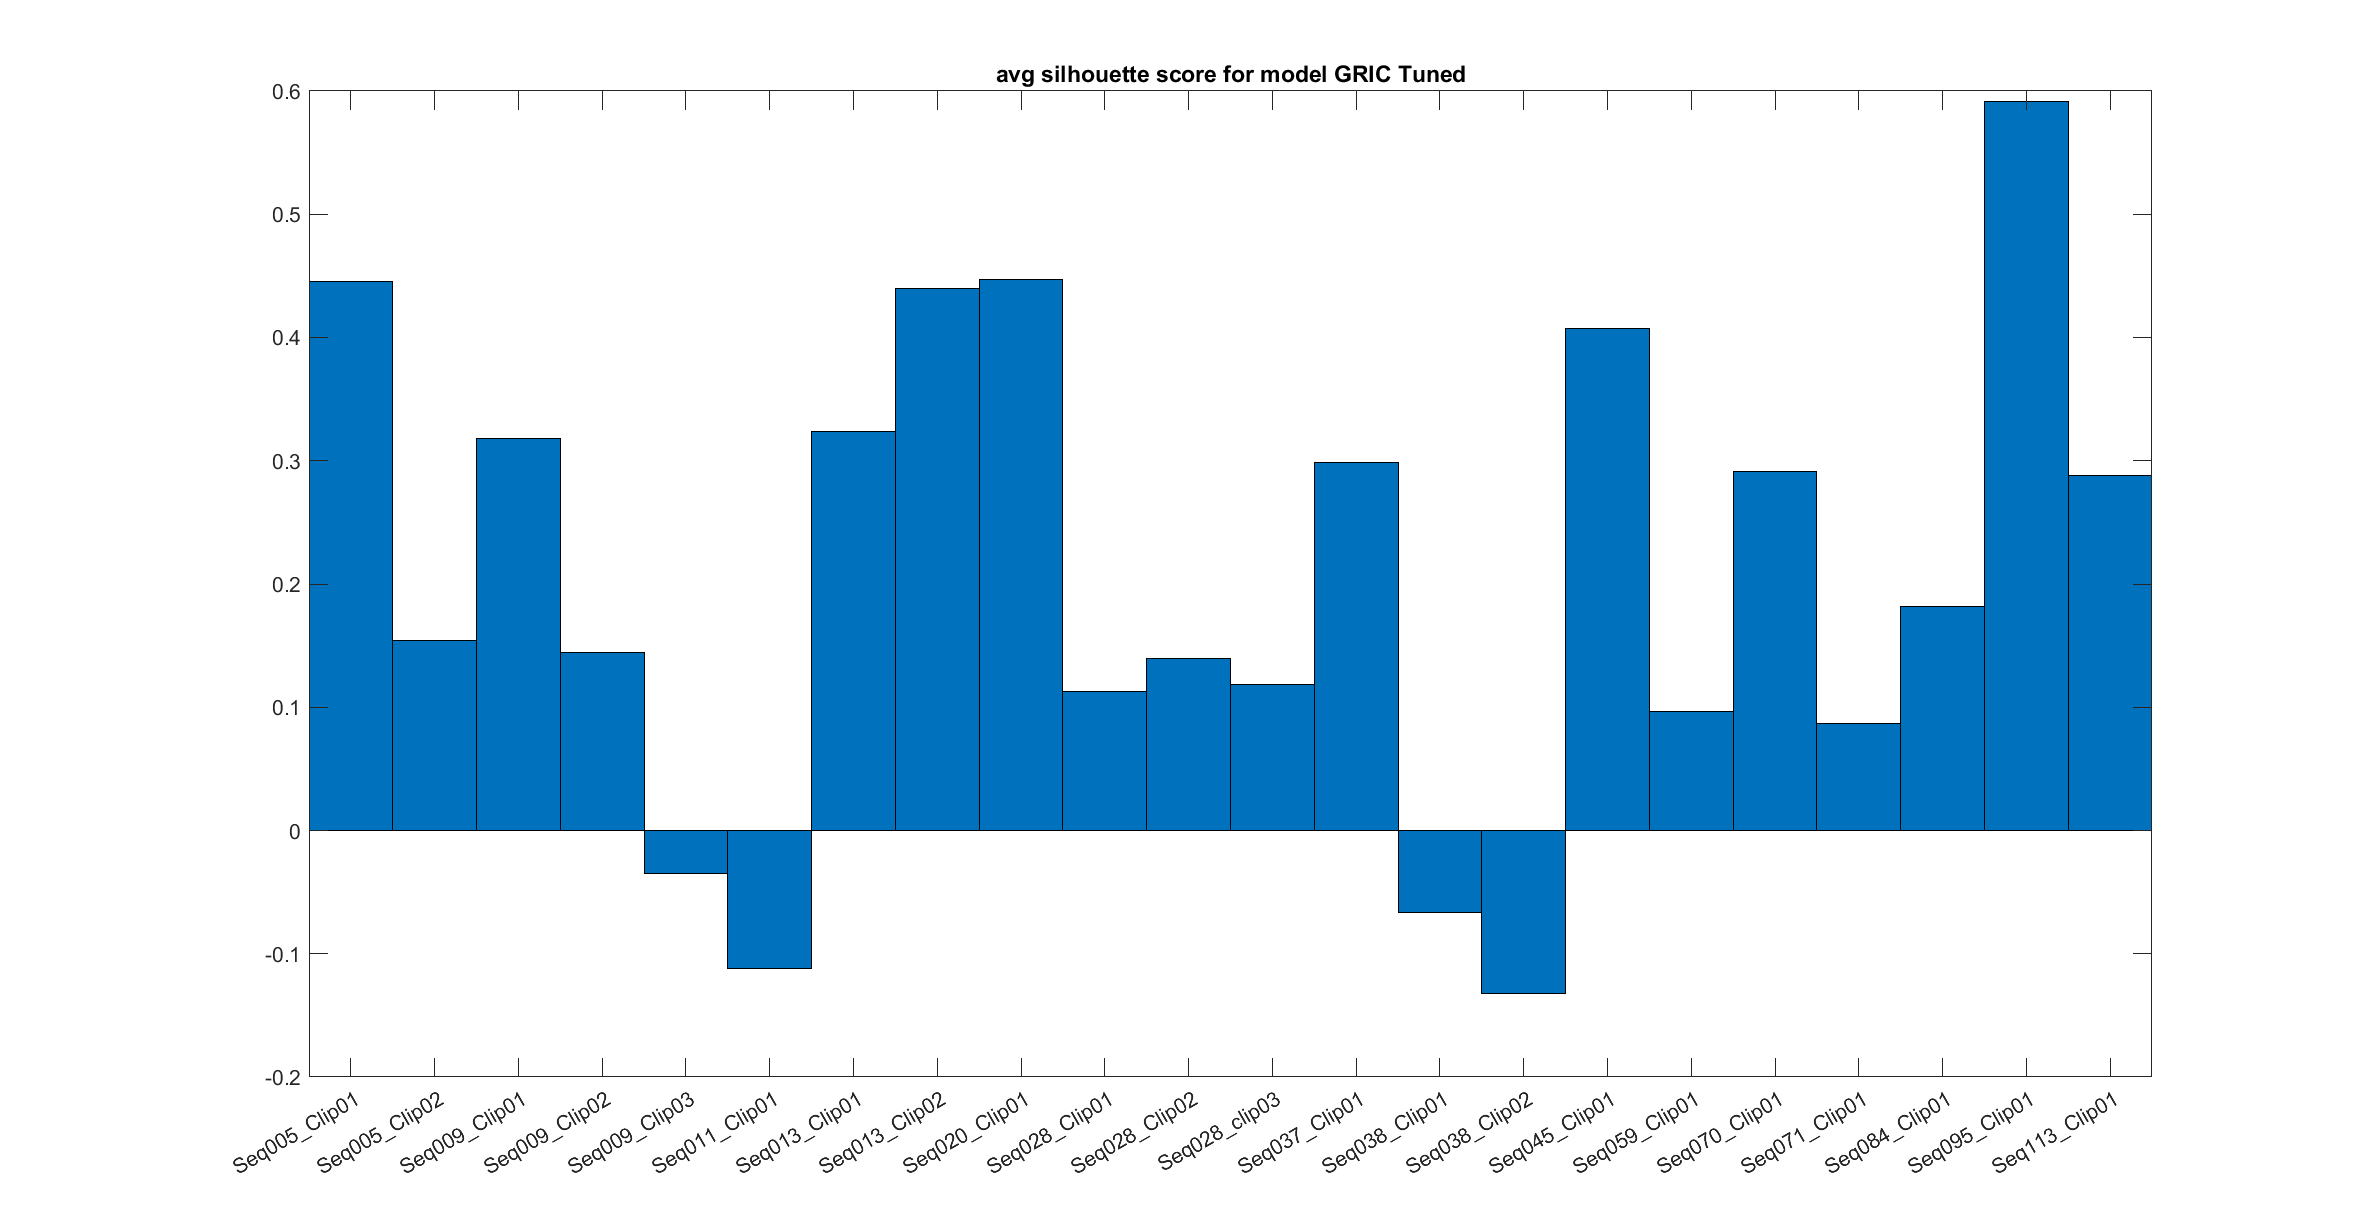 avg silhouette score for model GRIC Tuned
0.6
0.5
0.4
0.3
0.2
0.1
0
-0.1
-0.2
Seq005_Clip01
Seq005_Clip02
Seq009_Clip01
Seq009_Clip02
Seq009_Clip03
Seq011_Clip01
Seq013_Clip01
Seq013_Clip02
Seq020_Clip01
Seq028_Clip01
Seq028_Clip02
Seq028_clip03
Seq037_Clip01
Seq038_Clip01
Seq038_Clip02
Seq045_Clip01
Seq059_Clip01
Seq070_Clip01
Seq071_Clip01
Seq084_Clip01
Seq095_Clip01
Seq113_Clip01